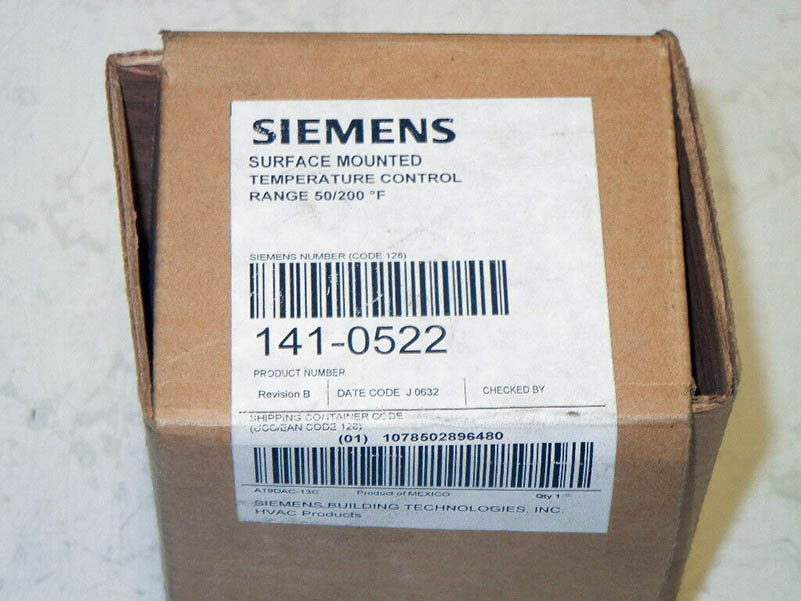 SIEMENS
SURFACE MOUNTED
TEMPERATURE CONTROL
RANGE 50/200 °F
SIEMENS NUMBER (CODE 128)
141-0522
PRODUCT NUMBER
Revision B DATE CODE J 0632 CHECKED BY
SHIPPING CONTAINER CODE
(UCC/EAN CODE 128)
(01) 1078502896480
A19DAC-13C Product of MEXICO Qty 1
SIEMENS BUILDING TECHNOLOGIES, INC.
HVAC Products